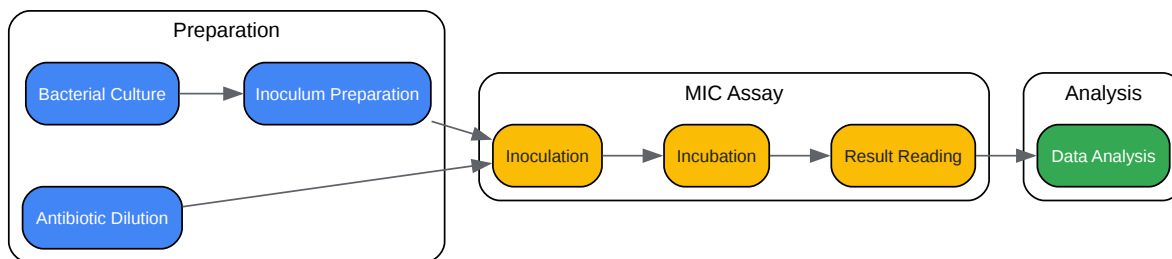 Preparation
Bacterial Culture
Inoculum Preparation
Antibiotic Dilution
MIC Assay
Inoculation
Incubation
Result Reading
Analysis
Data Analysis